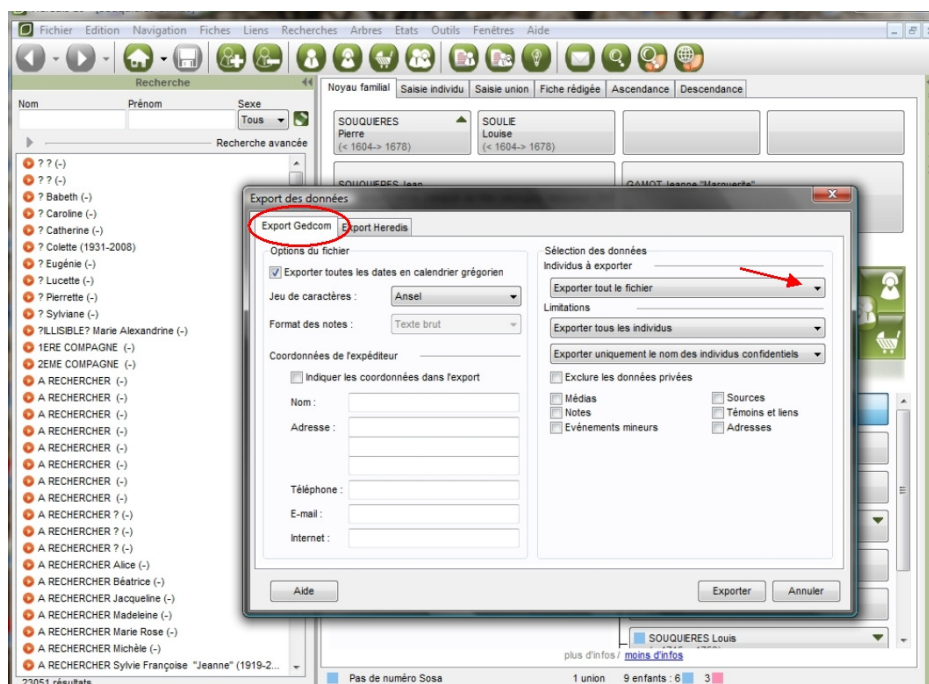 Fichier Edition Navigation Fiches Liens Recherches Arbres Etats Outils Fenêtres Aide
Recherche
Nom Prénom Sexe
Tous
Recherche avancée
? ? (-)
? ? (-)
? Babeth (-)
? Caroline (-)
? Catherine (-)
? Colette (1931-2008)
? Eugénie (-)
? Lucette (-)
? Pierrette (-)
? Sylviane (-)
?ILLISIBLE? Marie Alexandrine (-)
1ERE COMPAGNE (-)
2EME COMPAGNE (-)
A RECHERCHER (-)
A RECHERCHER (-)
A RECHERCHER (-)
A RECHERCHER (-)
A RECHERCHER (-)
A RECHERCHER (-)
A RECHERCHER (-)
A RECHERCHER (-)
A RECHERCHER ? (-)
A RECHERCHER ? (-)
A RECHERCHER ? (-)
A RECHERCHER Alice (-)
A RECHERCHER Béatrice (-)
A RECHERCHER Jacqueline (-)
A RECHERCHER Madeleine (-)
A RECHERCHER Marie Rose (-)
A RECHERCHER Michèle (-)
A RECHERCHER Sylvie Françoise "Jeanne" (1919-2...
23051 résultats
Noyau familial Saisie individu Saisie union Fiche rédigée Ascendance Descendance
SOUQUIERES
Pierre
(< 1604-> 1678)
SOULIE
Louise
(< 1604-> 1678)
SOUQUIERES Jean
GAMOT Jeanne "Marguerite"
Export des données
Export Gedcom Export Heredis
Options du fichier
Exporter toutes les dates en calendrier grégorien
Jeu de caractères : Ansel
Format des notes : Texte brut
Coordonnées de l'expéditeur
Indiquer les coordonnées dans l'export
Nom :
Adresse :
Téléphone :
E-mail :
Internet :
Sélection des données
Individus à exporter
Exporter tout le fichier
Limitations
Exporter tous les individus
Exporter uniquement le nom des individus confidentiels
Exclure les données privées
Médias Sources
Notes Témoins et liens
Evénements mineurs Adresses
Aide Exporter Annuler
SOUQUIERES Louis
plus d'infos / moins d'infos
Pas de numéro Sosa 1 union 9 enfants : 6 3